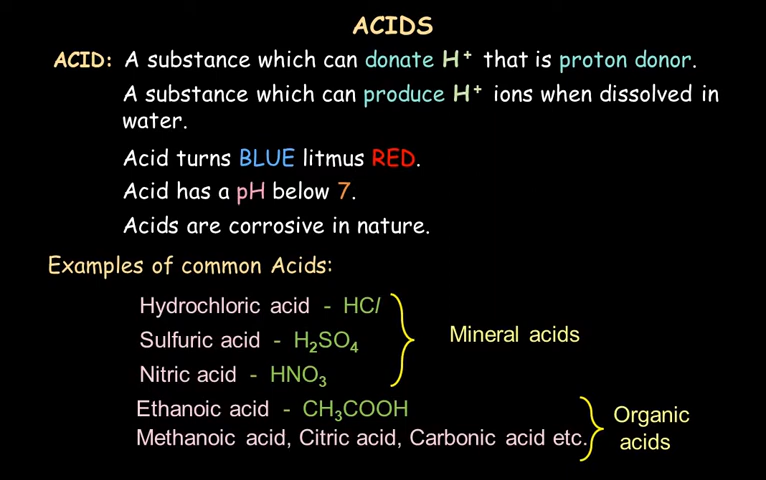 ACIDS
ACID: A substance which can donate H⁺ that is proton donor.
A substance which can produce H⁺ ions when dissolved in
water.
Acid turns BLUE litmus RED.
Acid has a pH below 7.
Acids are corrosive in nature.
Examples of common Acids:
Hydrochloric acid - HCl
Sulfuric acid - H₂SO₄
Mineral acids
Nitric acid - HNO₃
Ethanoic acid - CH₃COOH
Methanoic acid, Citric acid, Carbonic acid etc.
Organic
acids